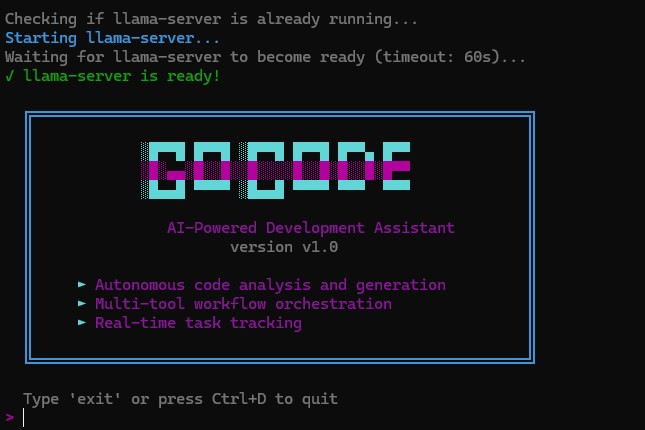 Checking if llama-server is already running...
Starting llama-server...
Waiting for llama-server to become ready (timeout: 60s)...
√ llama-server is ready!
AI-Powered Development Assistant
version v1.0
► Autonomous code analysis and generation
► Multi-tool workflow orchestration
► Real-time task tracking
Type 'exit' or press Ctrl+D to quit
>